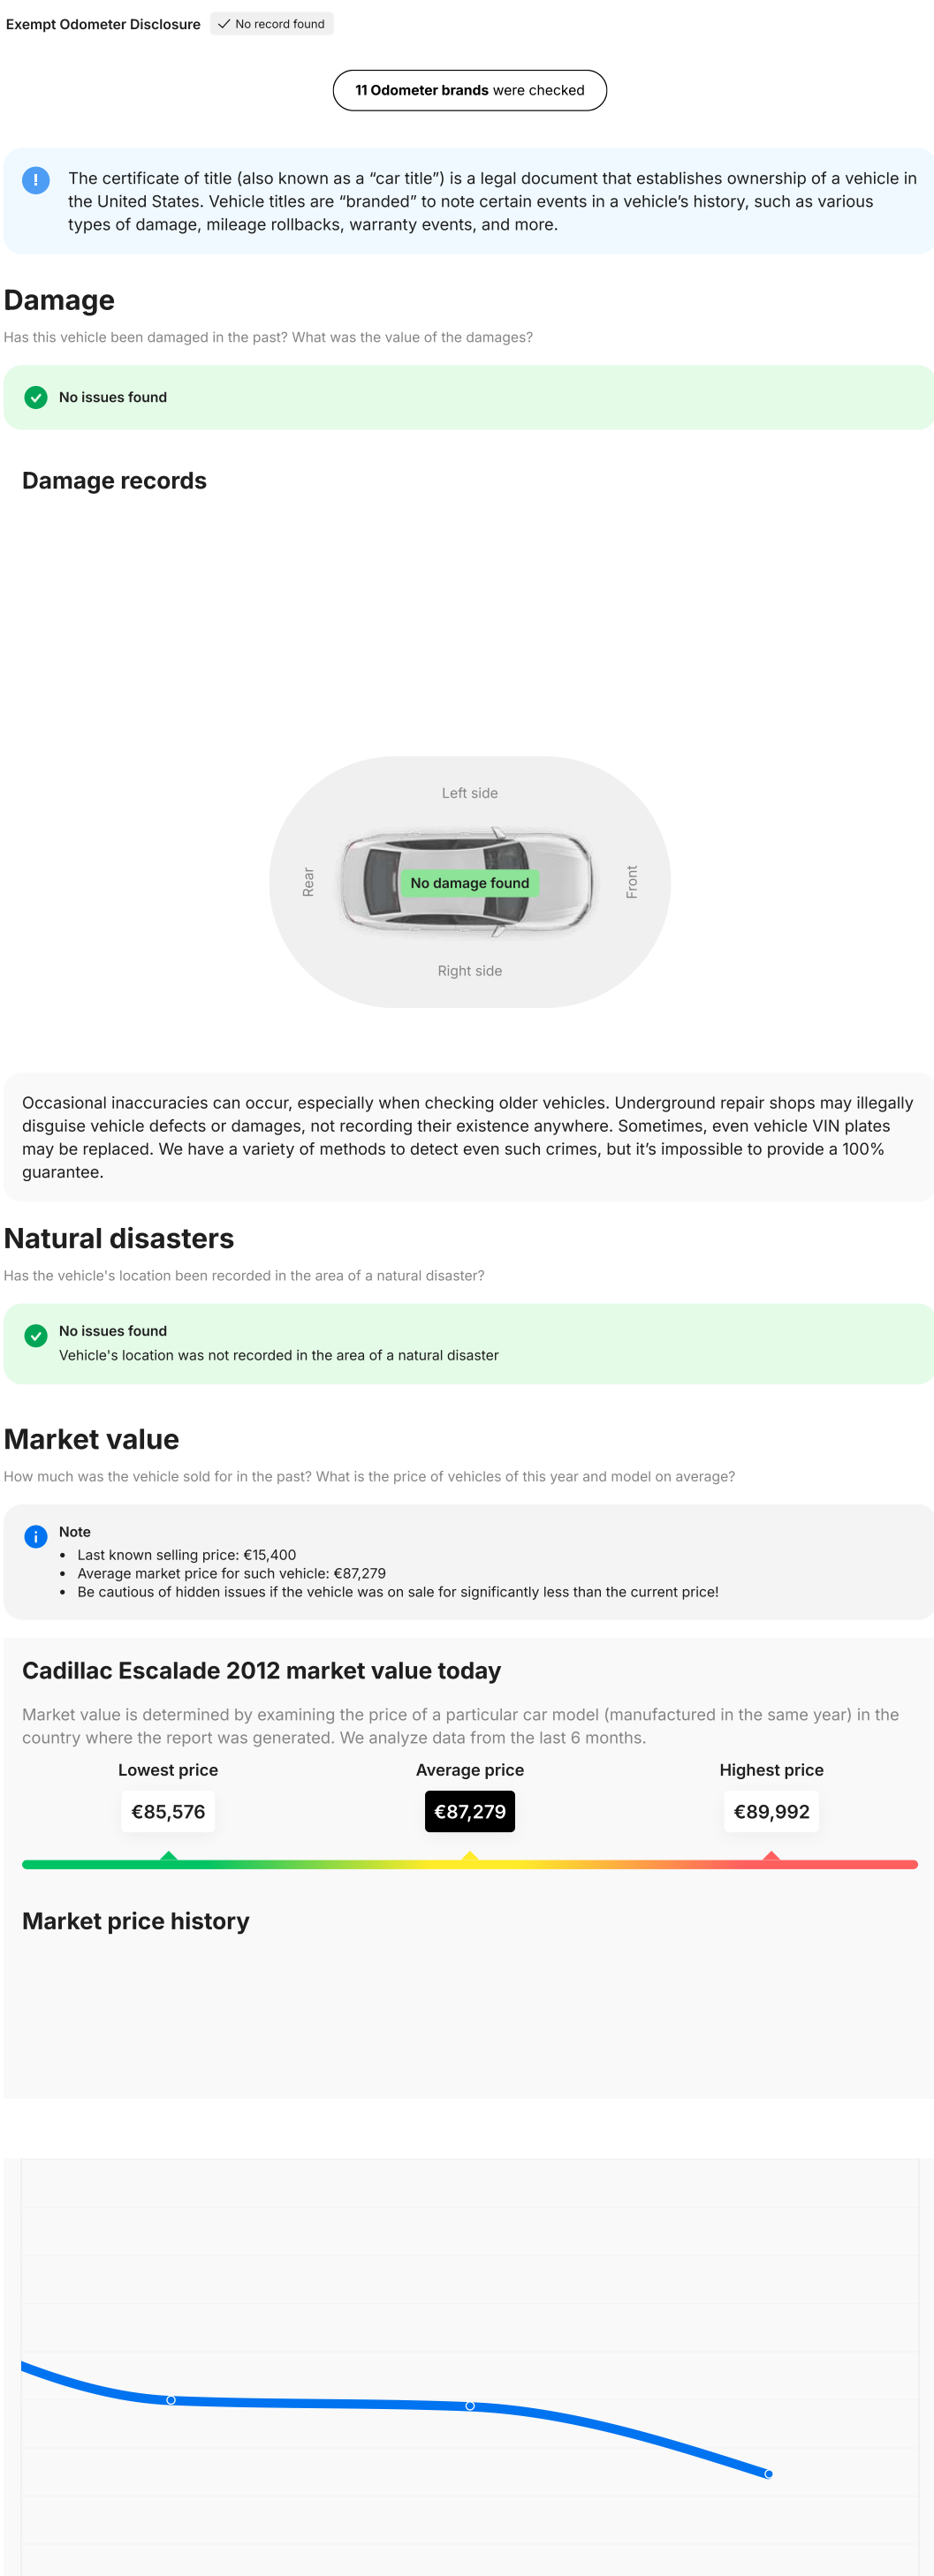 Exempt Odometer Disclosure No record found
11 Odometer brands were checked
The certificate of title (also known as a “car title”) is a legal document that establishes ownership of a vehicle in
the United States. Vehicle titles are “branded” to note certain events in a vehicle’s history, such as various
types of damage, mileage rollbacks, warranty events, and more.
Damage
Has this vehicle been damaged in the past? What was the value of the damages?
No issues found
Damage records
Left side
Rear
No damage found
Front
Right side
Occasional inaccuracies can occur, especially when checking older vehicles. Underground repair shops may illegally
disguise vehicle defects or damages, not recording their existence anywhere. Sometimes, even vehicle VIN plates
may be replaced. We have a variety of methods to detect even such crimes, but it’s impossible to provide a 100%
guarantee.
Natural disasters
Has the vehicle's location been recorded in the area of a natural disaster?
No issues found
Vehicle's location was not recorded in the area of a natural disaster
Market value
How much was the vehicle sold for in the past? What is the price of vehicles of this year and model on average?
Note
• Last known selling price: €15,400
• Average market price for such vehicle: €87,279
• Be cautious of hidden issues if the vehicle was on sale for significantly less than the current price!
Cadillac Escalade 2012 market value today
Market value is determined by examining the price of a particular car model (manufactured in the same year) in the
country where the report was generated. We analyze data from the last 6 months.
Lowest price Average price Highest price
€85,576 €87,279 €89,992
Market price history